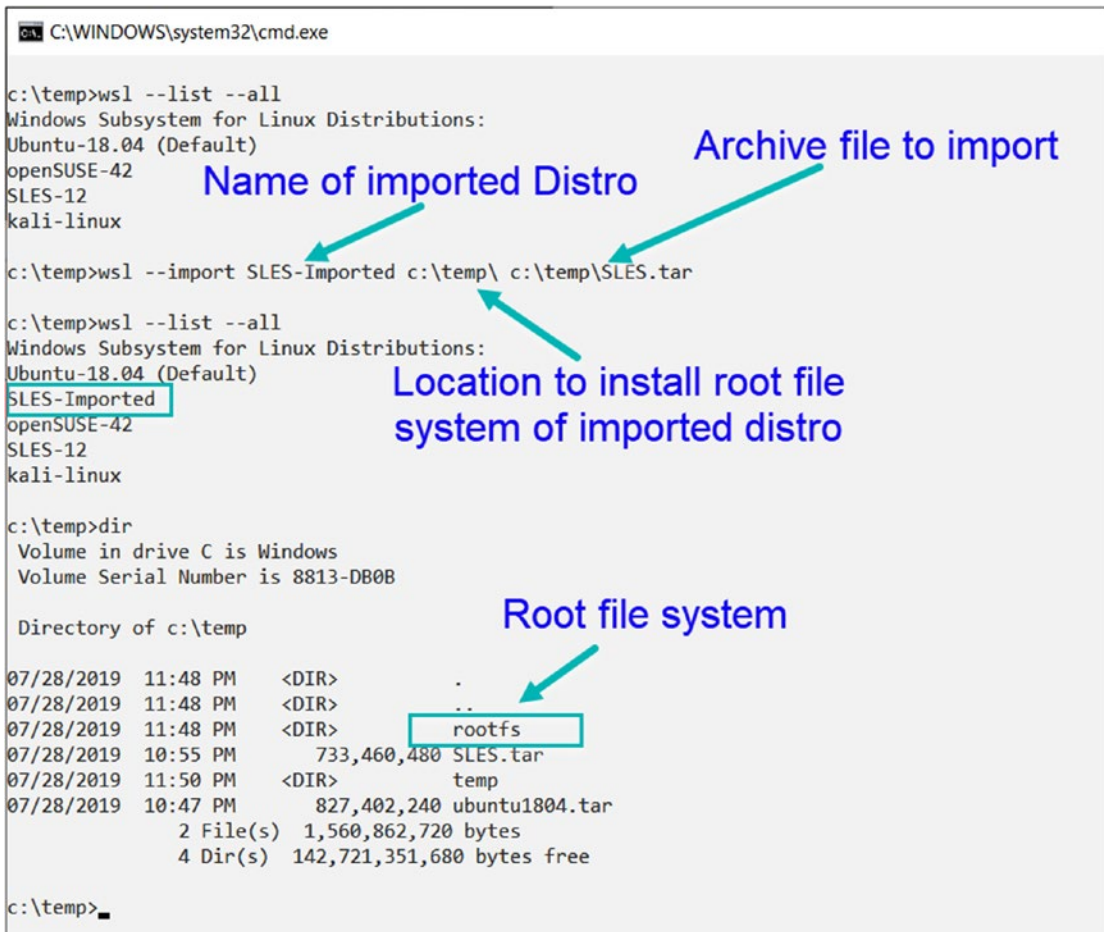 C:\WINDOWS\system32\cmd.exe
c:\temp>wsl --list --all
Windows Subsystem for Linux Distributions:
Ubuntu-18.04 (Default)
openSUSE-42
SLES-12
kali-linux
Archive file to import
Name of imported Distro
c:\temp>wsl --import SLES-Imported c:\temp\ c:\temp\SLES.tar
c:\temp>wsl --list --all
Windows Subsystem for Linux Distributions:
Ubuntu-18.04 (Default)
SLES-Imported
openSUSE-42
SLES-12
kali-linux
Location to install root file
system of imported distro
c:\temp>dir
Volume in drive C is Windows
Volume Serial Number is 8813-DB0B
Directory of c:\temp
Root file system
07/28/2019  11:48 PM    <DIR>          .
07/28/2019  11:48 PM    <DIR>          ..
07/28/2019  11:48 PM    <DIR>          rootfs
07/28/2019  10:55 PM       733,460,480 SLES.tar
07/28/2019  11:50 PM    <DIR>          temp
07/28/2019  10:47 PM       827,402,240 ubuntu1804.tar
2 File(s)  1,560,862,720 bytes
4 Dir(s)  142,721,351,680 bytes free
c:\temp>